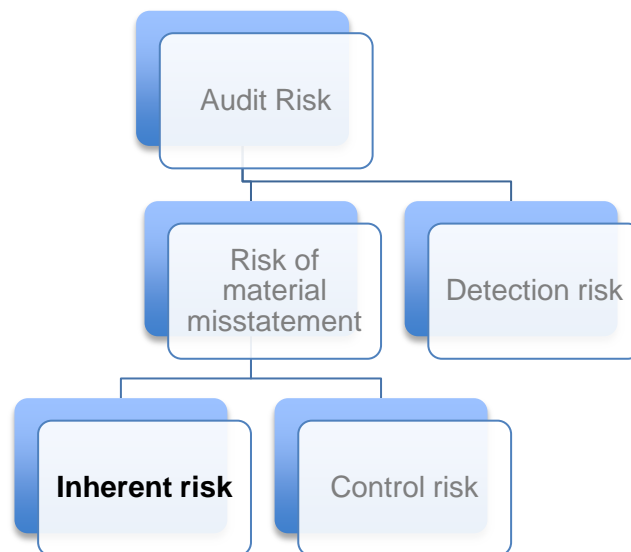 Audit Risk
Risk of
material
misstatement
Detection risk
Inherent risk
Control risk